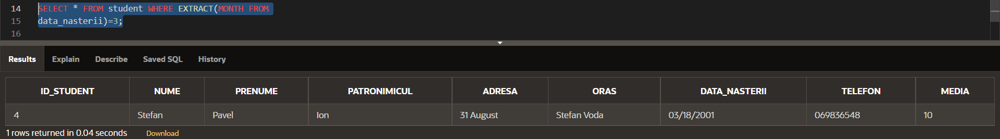 14 SELECT * FROM student WHERE EXTRACT(MONTH FROM
15 data_nasterii)=3;
16
Results Explain Describe Saved SQL History
ID_STUDENT NUME PRENUME PATRONIMICUL ADRESA ORAS DATA_NASTERII TELEFON MEDIA
4 Stefan Pavel Ion 31 August Stefan Voda 03/18/2001 069836548 10
1 rows returned in 0.04 seconds Download